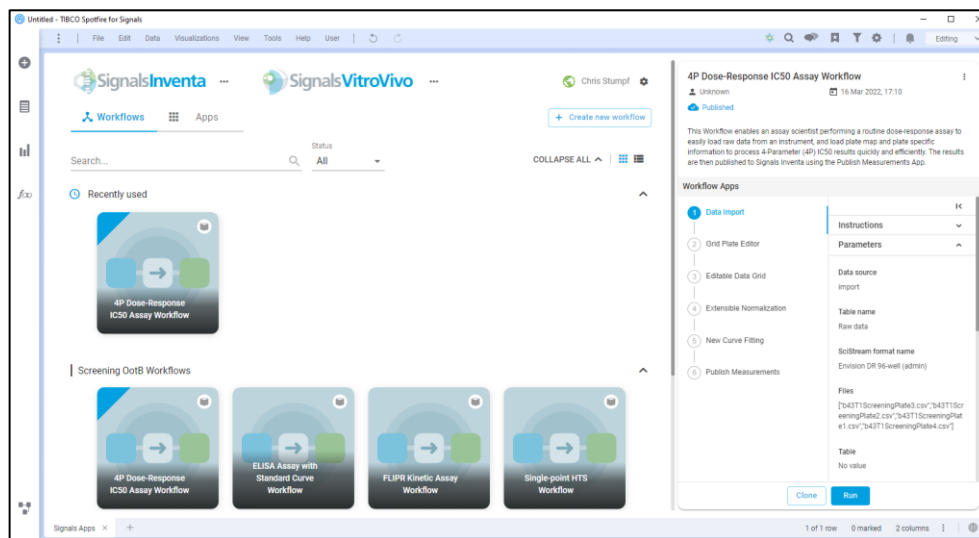 Untitled - TIBCO Spotfire for Signals
File Edit Data Visualizations View Tools Help User
Editing
SignalsInventa ...
SignalsVitroVivo ...
Chris Stumpf
Workflows
Apps
+ Create new workflow
Search...
Status
All
COLLAPSE ALL
Recently used
4P Dose-Response
IC50 Assay Workflow
Screening OotB Workflows
4P Dose-Response
IC50 Assay Workflow
ELISA Assay with
Standard Curve
Workflow
FLIPR Kinetic Assay
Workflow
Single-point HTS
Workflow
4P Dose-Response IC50 Assay Workflow
Unknown
16 Mar 2022, 17:10
Published
This Workflow enables an assay scientist performing a routine dose-response assay to
easily load raw data from an instrument, and load plate map and plate specific
information to process 4-Parameter (4P) IC50 results quickly and efficiently. The results
are then published to Signals Inventa using the Publish Measurements App.
Workflow Apps
1 Data Import
2 Grid Plate Editor
3 Editable Data Grid
4 Extensible Normalization
5 New Curve Fitting
6 Publish Measurements
Instructions
Parameters
Data source
import
Table name
Raw data
SciStream format name
Envision DR 96-well (admin)
Files
["b43T1ScreeningPlate3.csv","b43T1Scr
eeningPlate2.csv","b43T1ScreeningPlat
e1.csv","b43T1ScreeningPlate4.csv"]
Table
No value
Clone
Run
f(x)
Signals Apps × +
1 of 1 row 0 marked 2 columns